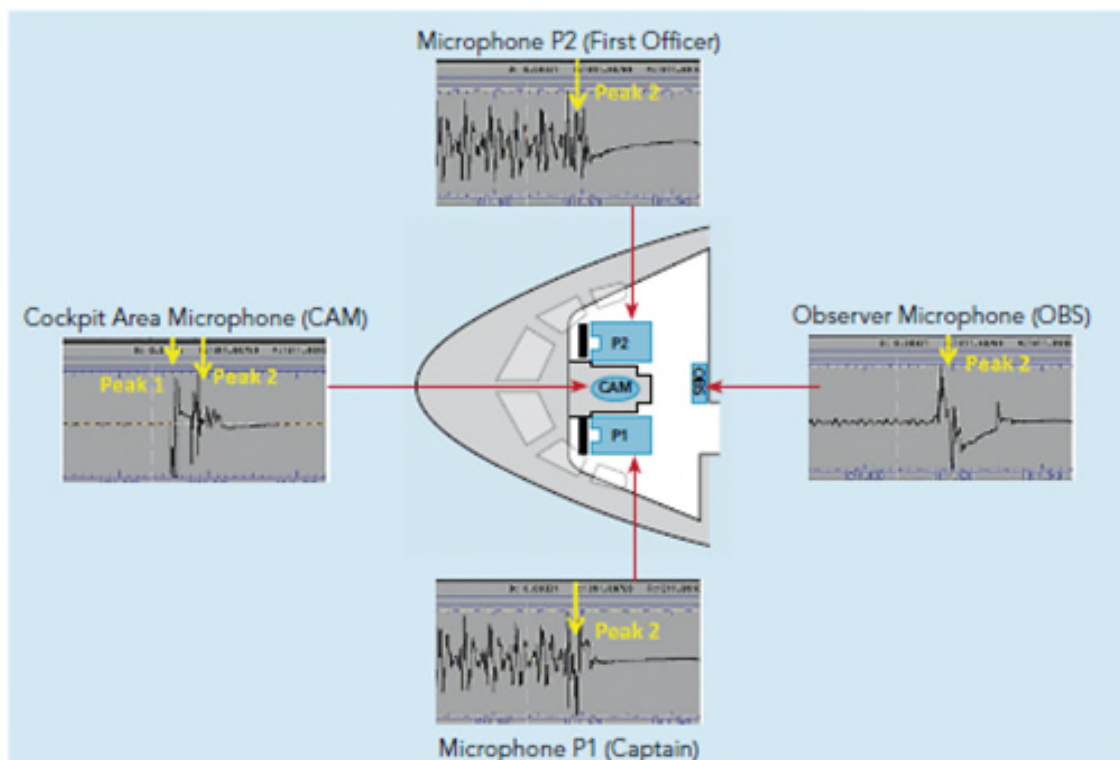 Microphone P2 (First Officer)
Peak 2
Cockpit Area Microphone (CAM)
Peak 1
Peak 2
Observer Microphone (OBS)
Peak 2
P2
CAM
OBS
P1
Peak 2
Microphone P1 (Captain)